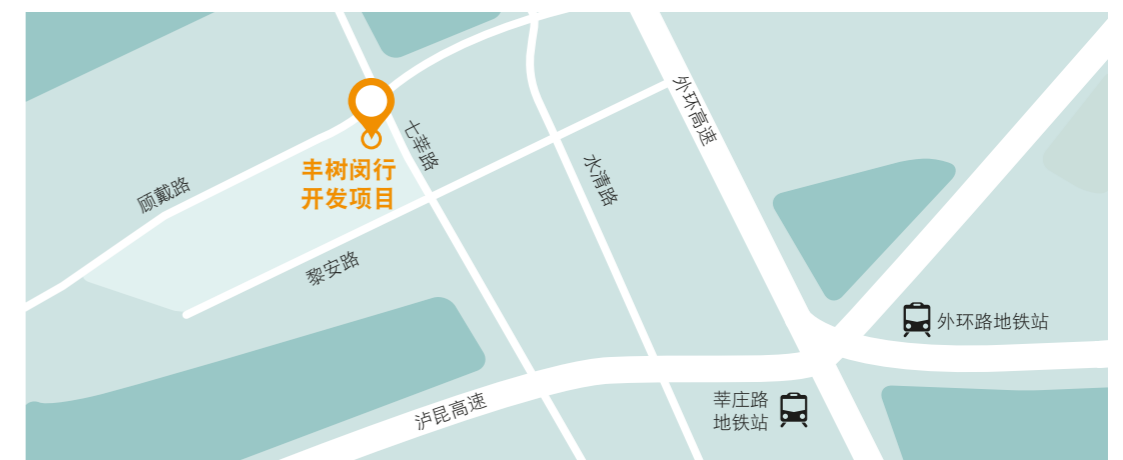 外环高速
七莘路
丰树闵行
开发项目
水清路
顾戴路
黎安路
外环路地铁站
莘庄路
地铁站
泸昆高速